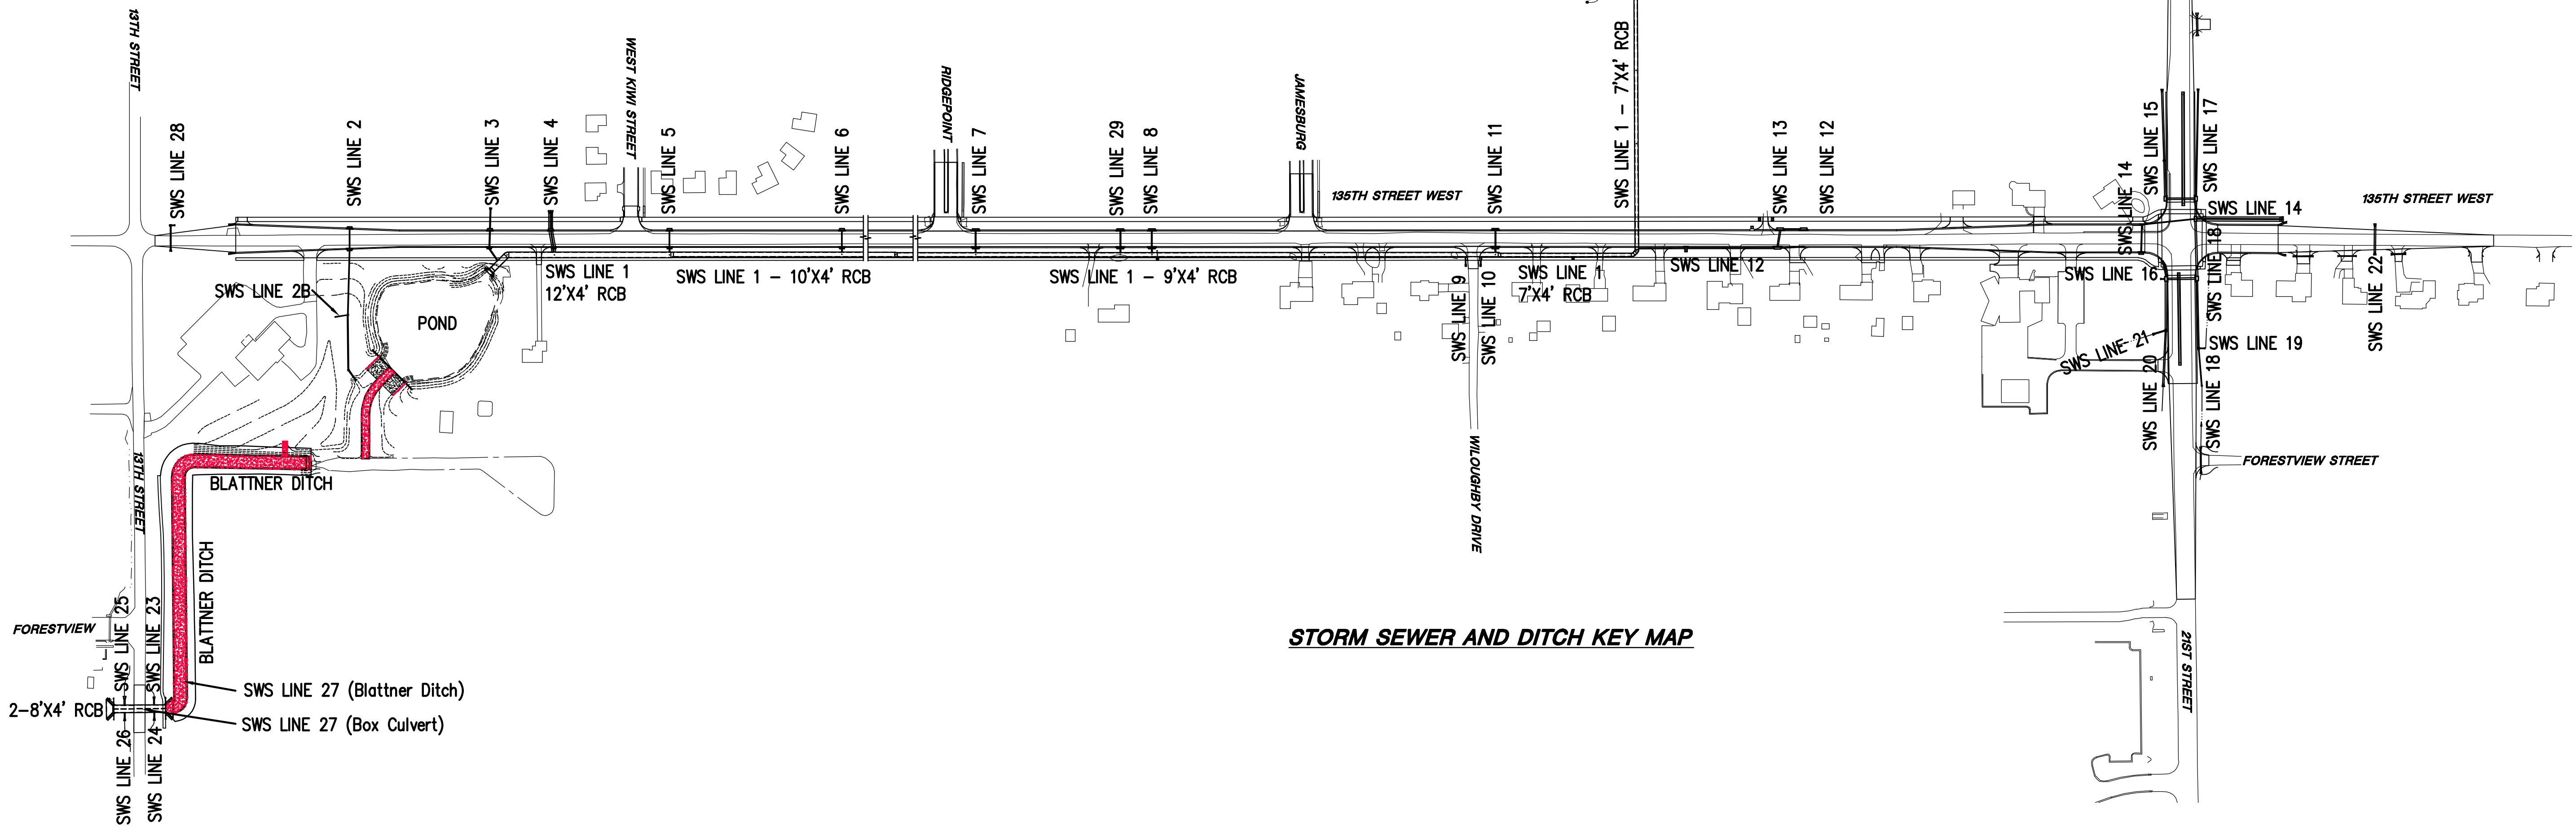 13TH STREET
SWS LINE 28
SWS LINE 2
SWS LINE 3
SWS LINE 4
WEST KIWI STREET
SWS LINE 5
SWS LINE 6
RIDGEPOINT
SWS LINE 7
SWS LINE 29
SWS LINE 8
JAMESBURG
135TH STREET WEST
SWS LINE 11
SWS LINE 1 - 7'X4' RCB
SWS LINE 13
SWS LINE 12
SWS LINE 14
SWS LINE 15
SWS LINE 17
SWS LINE 14
135TH STREET WEST
SWS LINE 2B
POND
SWS LINE 1
12'X4' RCB
SWS LINE 1 - 10'X4' RCB
SWS LINE 1 - 9'X4' RCB
SWS LINE 9
SWS LINE 10
SWS LINE 1
7'X4' RCB
SWS LINE 12
SWS LINE 16
SWS LINE 18
SWS LINE 22
SWS LINE 21
SWS LINE 19
SWS LINE 20
SWS LINE 18
WILOUGHBY DRIVE
FORESTVIEW STREET
13TH STREET
BLATTNER DITCH
BLATTNER DITCH
FORESTVIEW
SWS LINE 25
SWS LINE 23
STORM SEWER AND DITCH KEY MAP
21ST STREET
SWS LINE 27 (Blattner Ditch)
2-8'X4' RCB
SWS LINE 27 (Box Culvert)
SWS LINE 26
SWS LINE 24